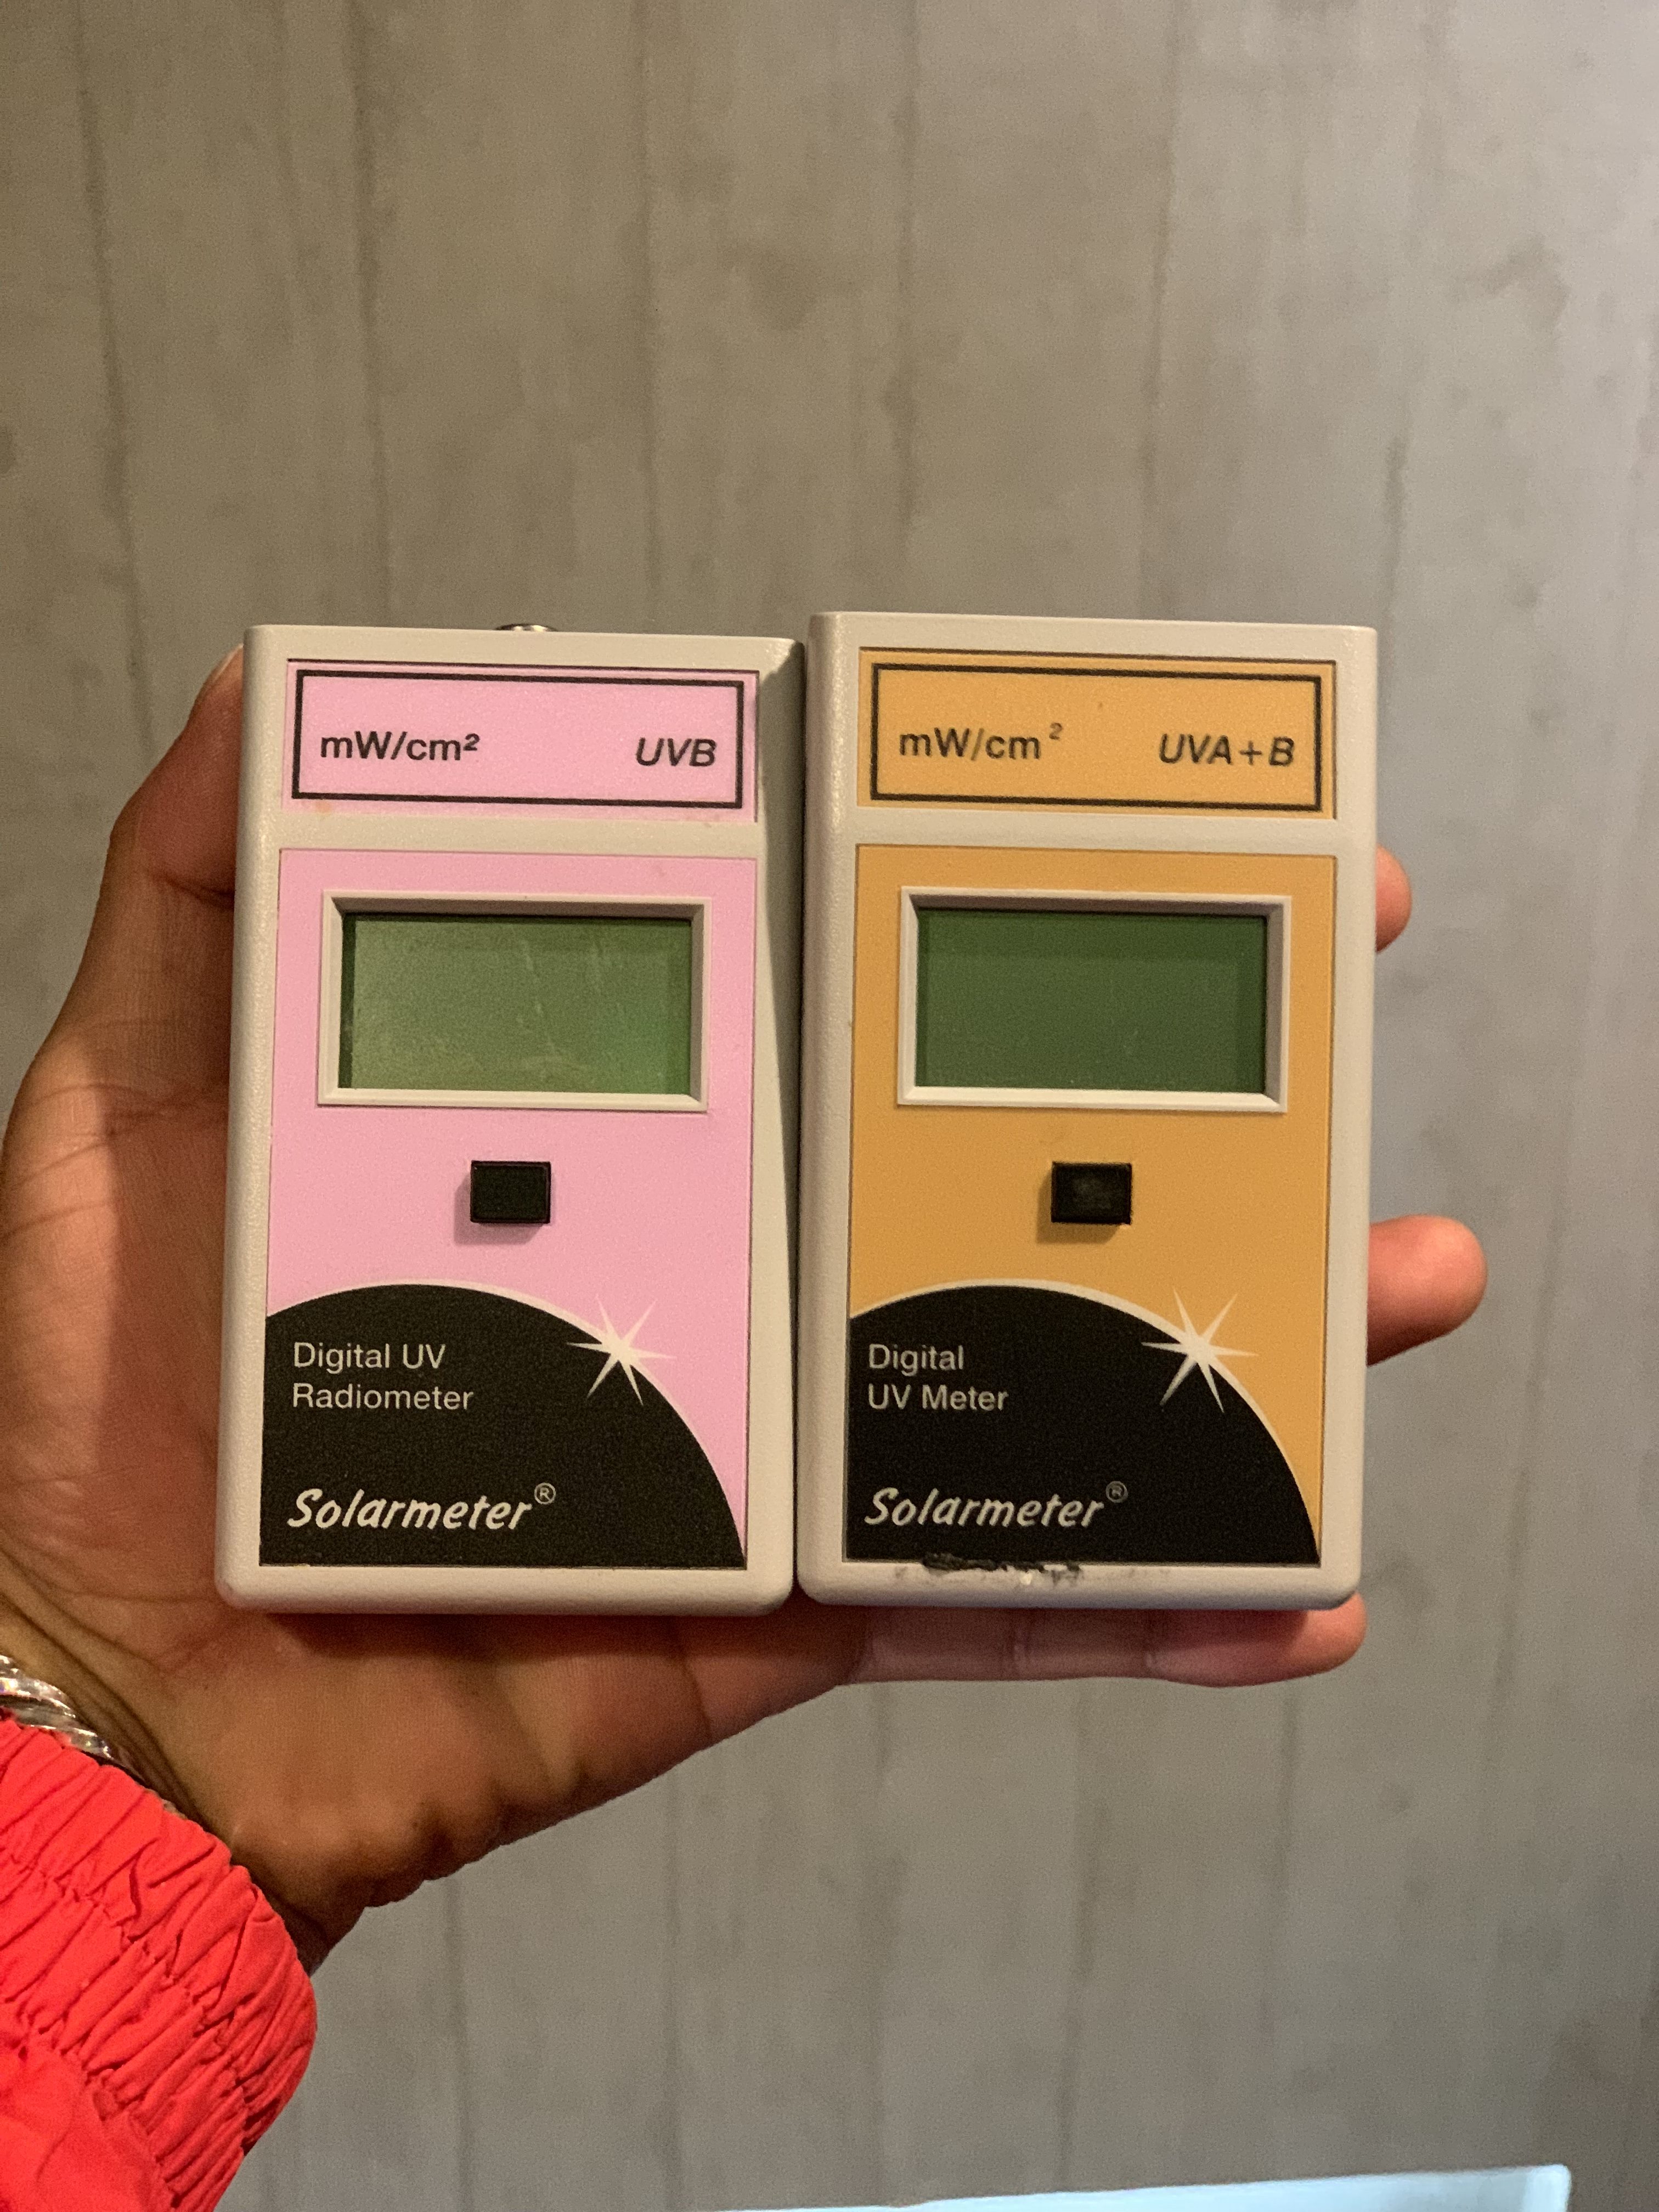 mW/cm² UVB
Digital UV
Radiometer
Solarmeter®
mW/cm² UVA+B
Digital
UV Meter
Solarmeter®